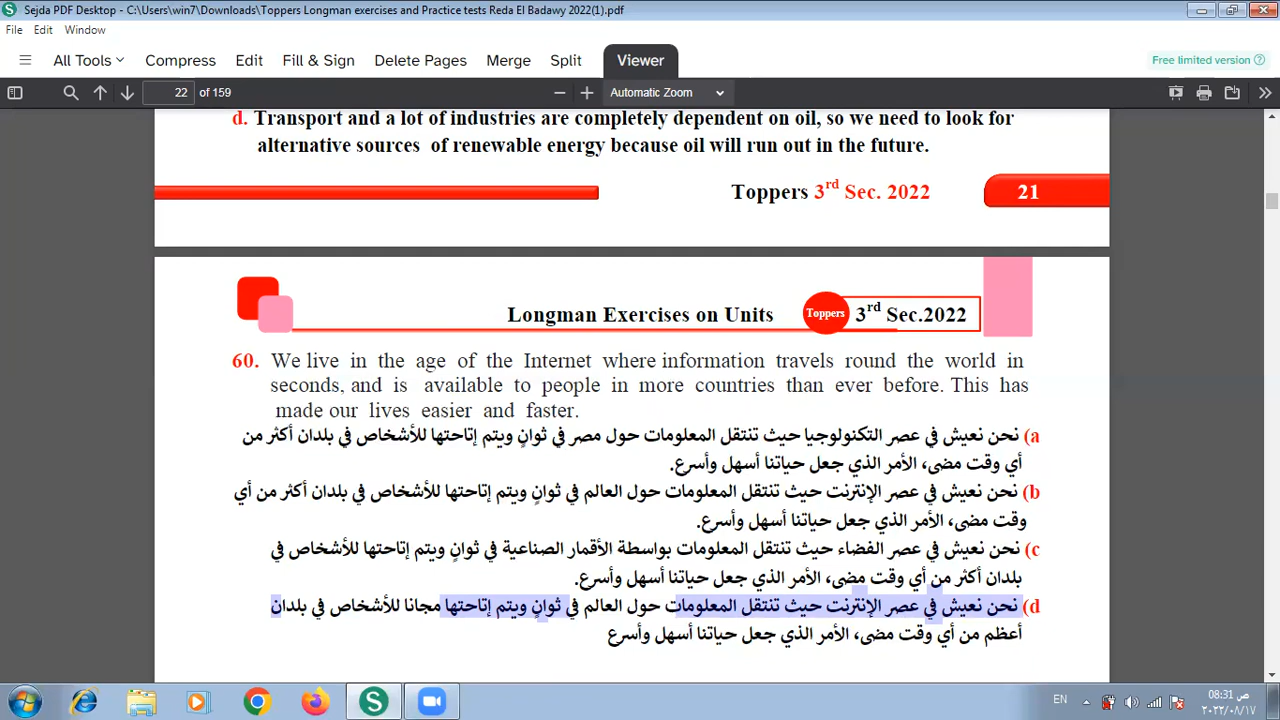 Sejda PDF Desktop - C:\Users\win7\Downloads\Toppers Longman exercises and Practice tests Reda El Badawy 2022(1).pdf
File Edit Window
All Tools Compress Edit Fill & Sign Delete Pages Merge Split Viewer Free limited version
22 of 159 Automatic Zoom
d. Transport and a lot of industries are completely dependent on oil, so we need to look for
alternative sources of renewable energy because oil will run out in the future.
Toppers 3rd Sec. 2022 21
Longman Exercises on Units Toppers 3rd Sec.2022
60. We live in the age of the Internet where information travels round the world in
seconds, and is available to people in more countries than ever before. This has
made our lives easier and faster.
a) نحن نعيش في عصر التكنولوجيا حيث تنتقل المعلومات حول مصر في ثوانٍ ويتم إتاحتها للأشخاص في بلدان أكثر من
أي وقت مضى، الأمر الذي جعل حياتنا أسهل وأسرع.
b) نحن نعيش في عصر الإنترنت حيث تنتقل المعلومات حول العالم في ثوانٍ ويتم إتاحتها للأشخاص في بلدان أكثر من أي
وقت مضى، الأمر الذي جعل حياتنا أسهل وأسرع.
c) نحن نعيش في عصر الفضاء حيث تنتقل المعلومات بواسطة الأقمار الصناعية في ثوانٍ ويتم إتاحتها للأشخاص في
بلدان أكثر من أي وقت مضى، الأمر الذي جعل حياتنا أسهل وأسرع.
d) نحن نعيش في عصر الإنترنت حيث تنتقل المعلومات حول العالم في ثوانٍ ويتم إتاحتها مجانا للأشخاص في بلدان
أعظم من أي وقت مضى، الأمر الذي جعل حياتنا أسهل وأسرع
EN 08:31 ص
٢٠٢٢/٠٨/١٧